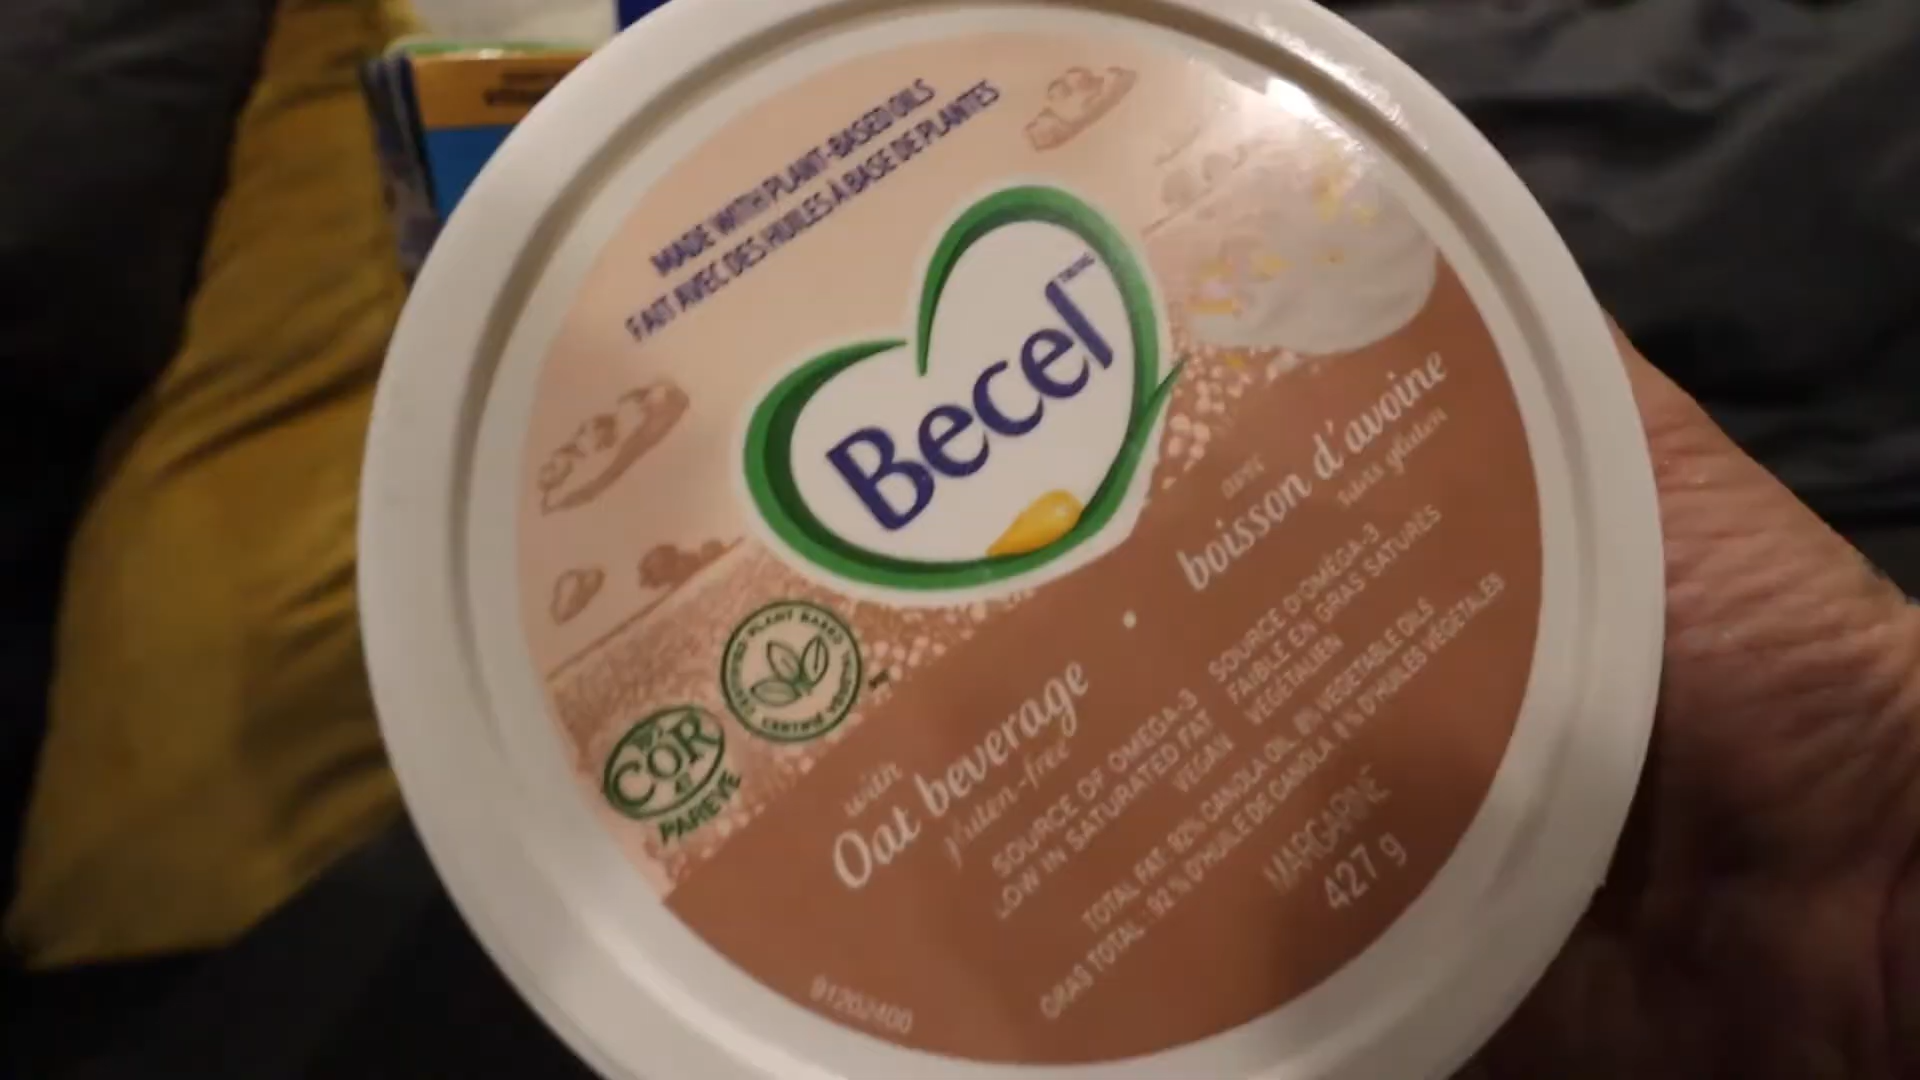 MADE WITH PLANT-BASED OILS
FAIT AVEC DES HUILES À BASE DE PLANTES
Becel
PLANT BASED
COR
PAREVE
with
Oat beverage
gluten-free
avec
boisson d'avoine
sans gluten
SOURCE OF OMEGA-3
LOW IN SATURATED FAT
VEGAN
SOURCE D'OMÉGA-3
FAIBLE EN GRAS SATURÉS
VÉGÉTALIEN
TOTAL FAT: 92% CANOLA OIL, 8% VEGETABLE OILS
GRAS TOTAL : 92 % D'HUILE DE CANOLA, 8 % D'HUILES VÉGÉTALES
MARGARINE
427 g